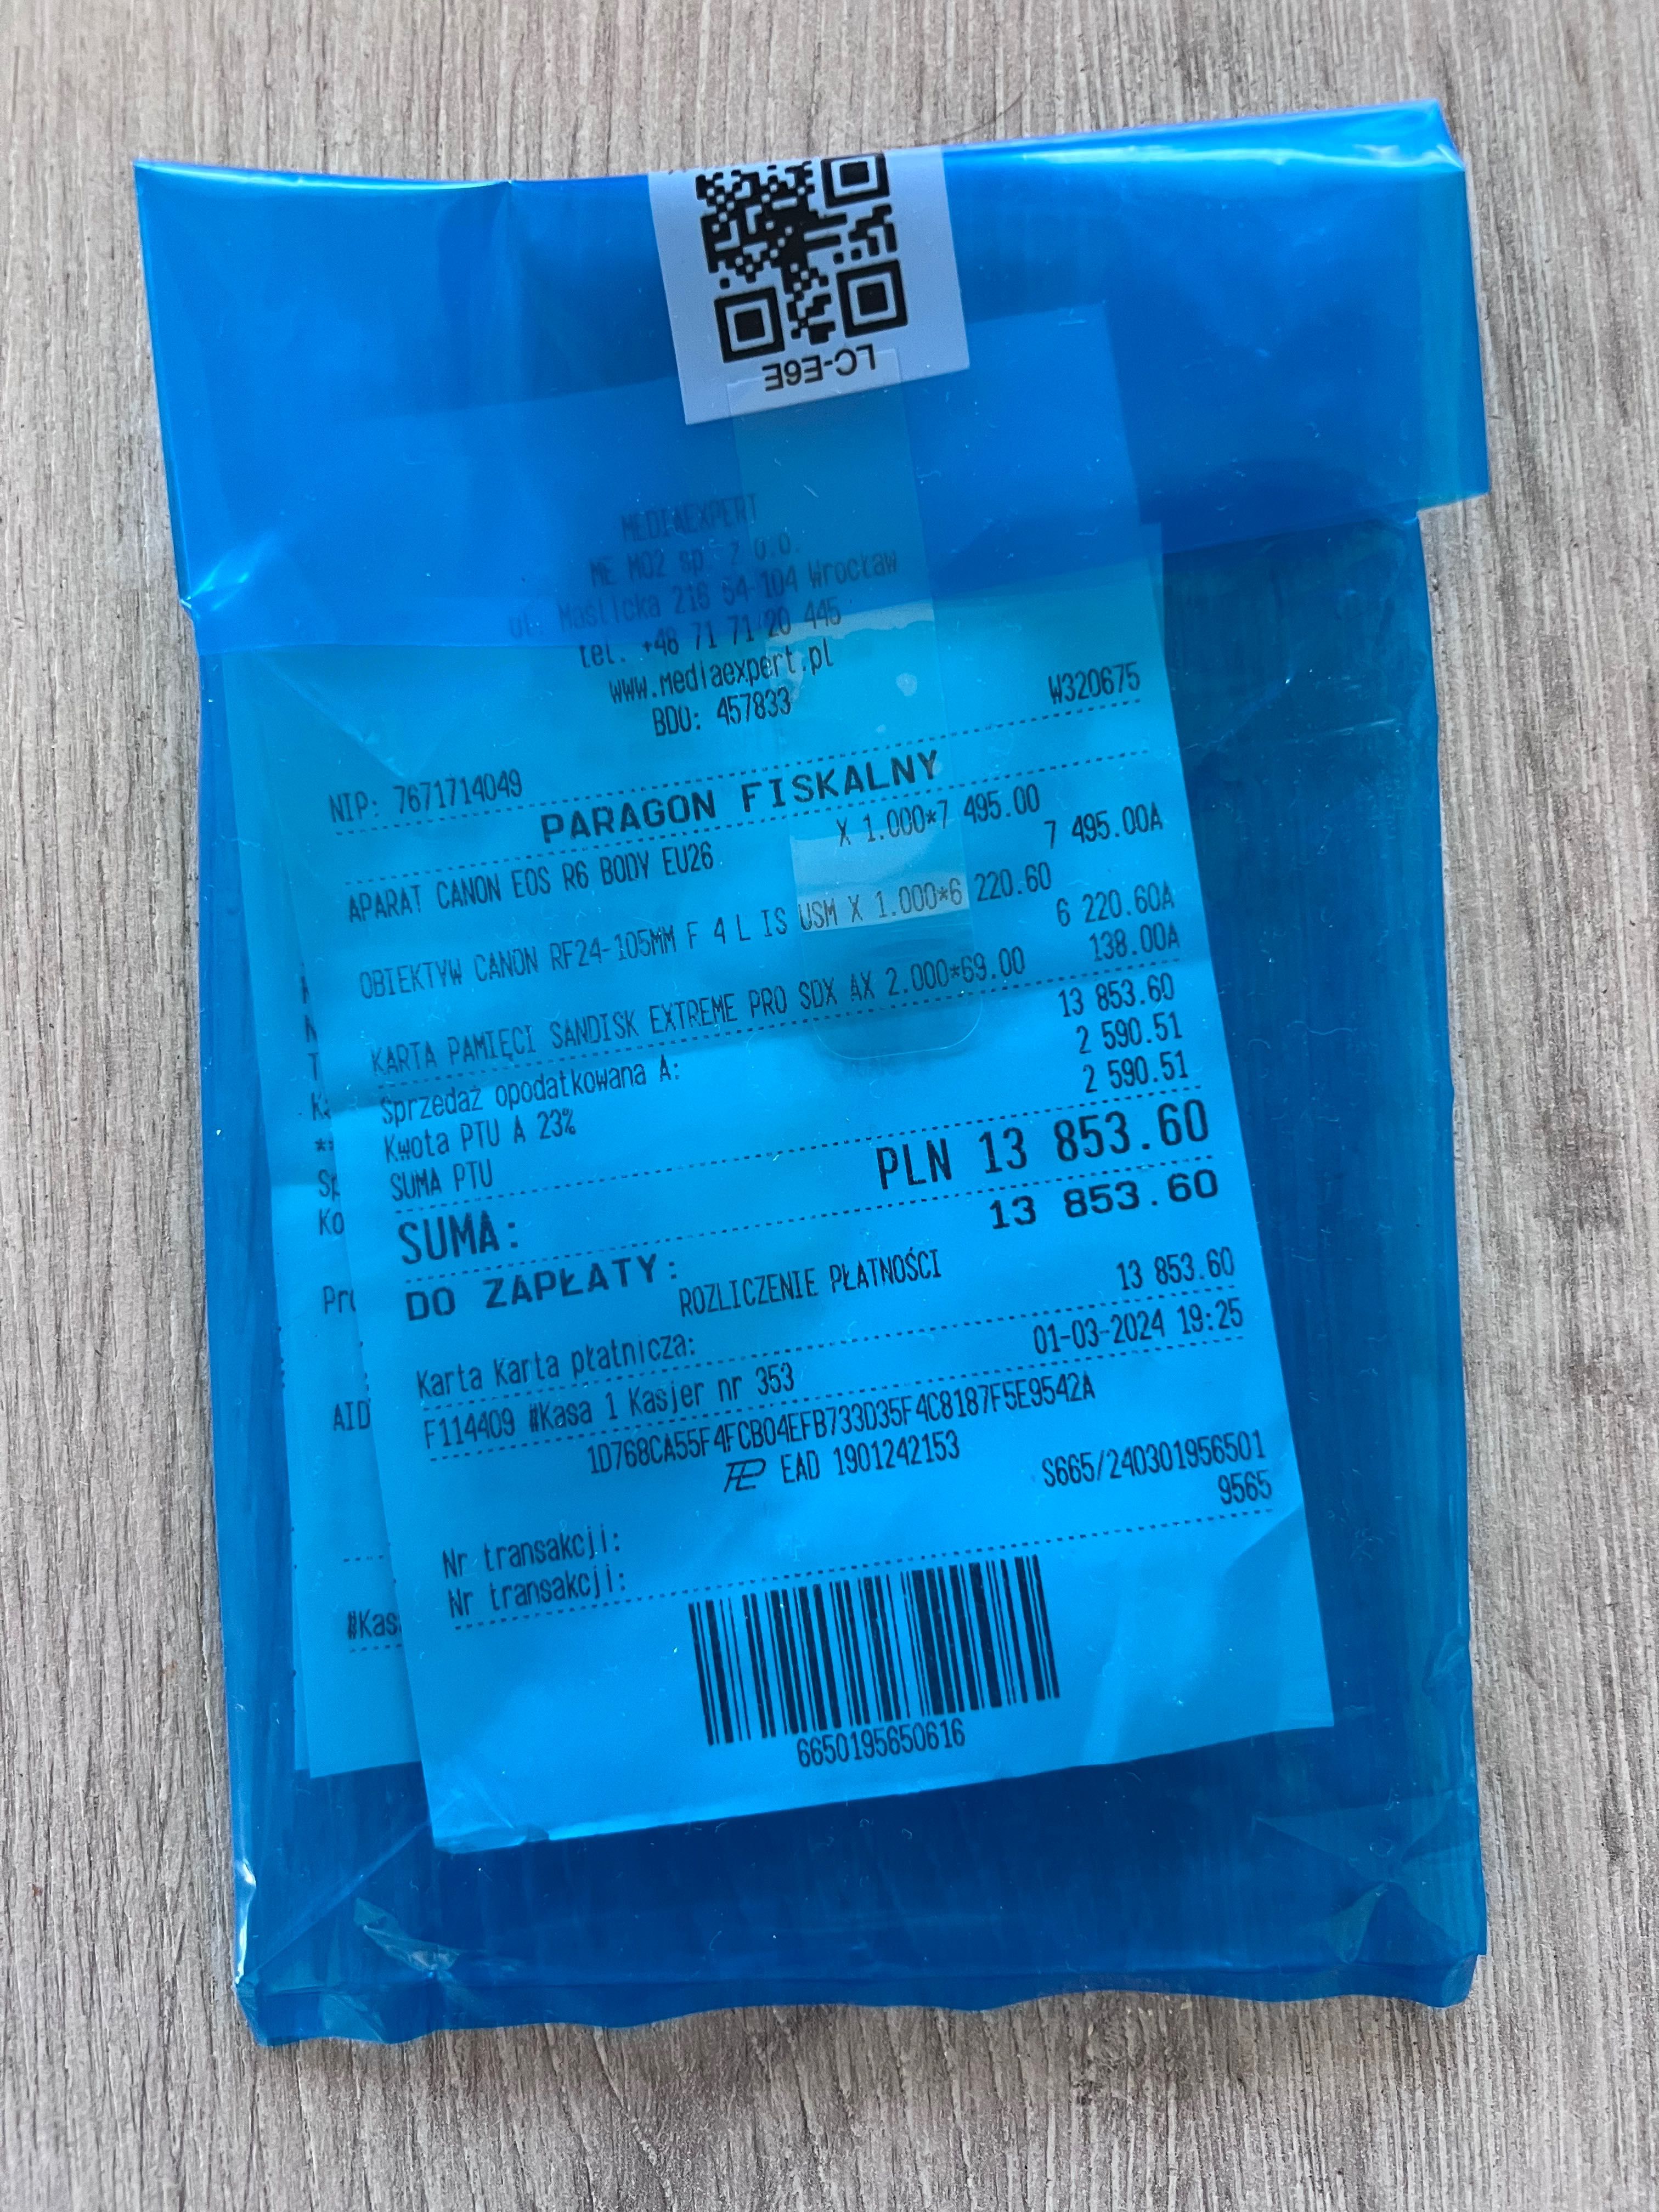 LC-E6E
MEDIAEXPERT
ME MO2 sp. z o.o.
ul. Maślicka 216 54-104 Wrocław
tel. +48 71 71 20 445
www.mediaexpert.pl
BDO: 457833
W320675
NIP: 7671714049
PARAGON FISKALNY
APARAT CANON EOS R6 BODY EU26 X 1.000*7 495.00
7 495.00A
OBIEKTYW CANON RF24-105MM F 4 L IS USM X 1.000*6 220.60
6 220.60A
KARTA PAMIĘCI SANDISK EXTREME PRO SDX AX 2.000*69.00 138.00A
Sprzedaż opodatkowana A: 13 853.60
Kwota PTU A 23% 2 590.51
SUMA PTU 2 590.51
SUMA: PLN 13 853.60
DO ZAPŁATY: 13 853.60
ROZLICZENIE PŁATNOŚCI
Karta Karta płatnicza: 13 853.60
F114409 #Kasa 1 Kasjer nr 353 01-03-2024 19:25
1D768CA55F4FCB04EFB733D35F4C8187F5E9542A
EAD 1901242153
Nr transakcji: S665/240301956501
Nr transakcji: 9565
6650195650616
AID
#Kas